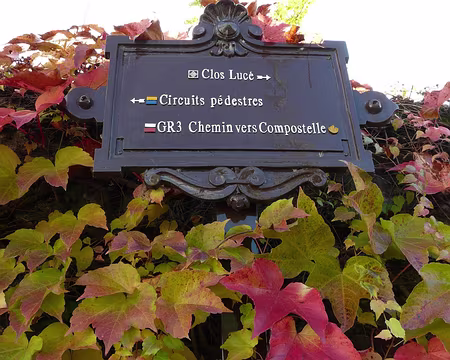 Clos Lucé
Circuits pédestres
GR3 Chemin vers Compostelle